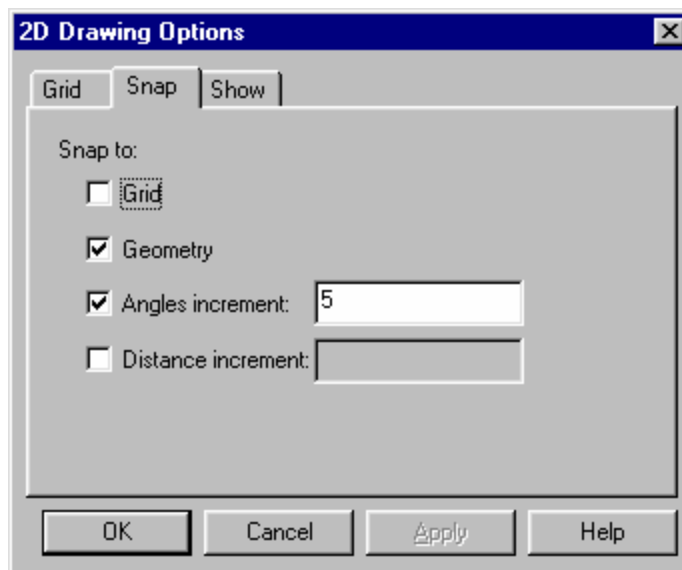 2D Drawing Options
Grid Snap Show
Snap to:
Grid
Geometry
Angles increment: 5
Distance increment:
OK Cancel Apply Help